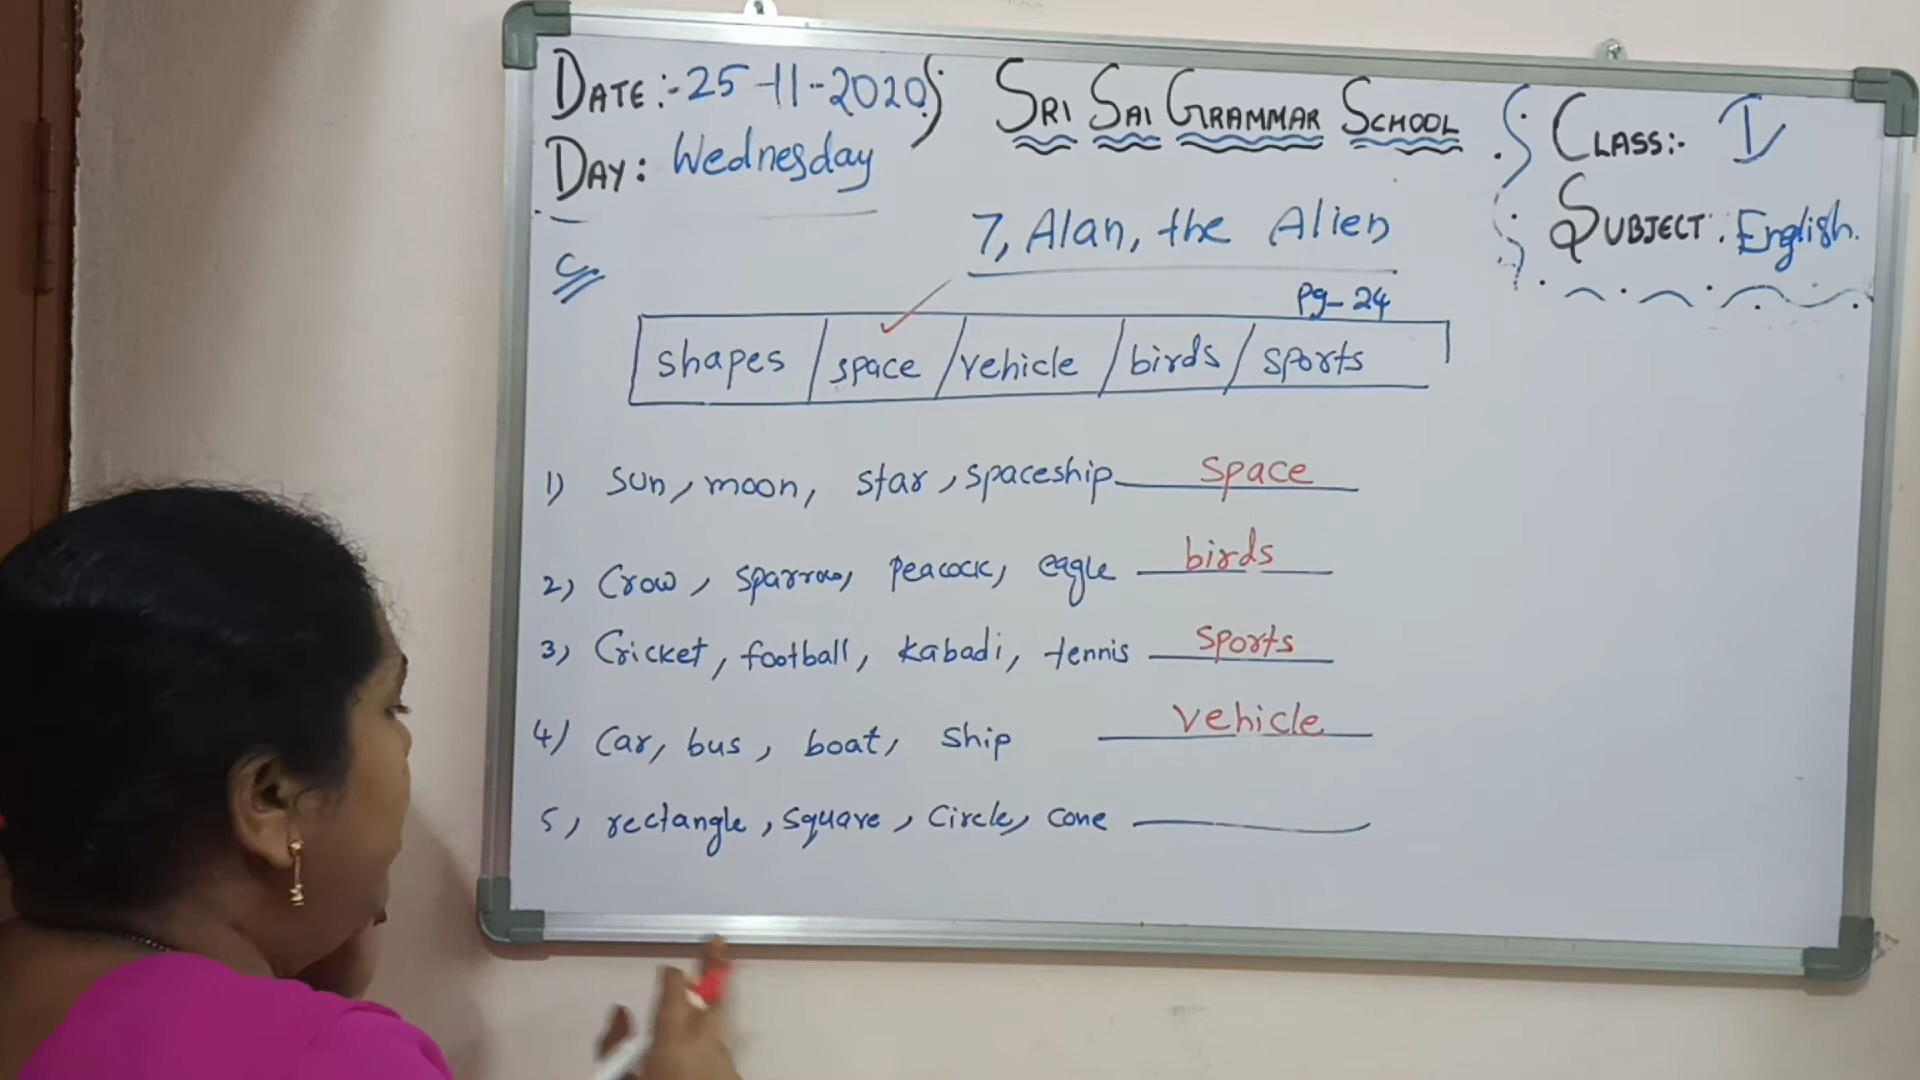 DATE:- 25-11-2020
SRI SAI GRAMMAR SCHOOL
CLASS:- I
DAY: Wednesday
SUBJECT: English.
7, Alan, the Alien
Pg- 24
shapes / space / vehicle / birds / sports
1) sun, moon, star, spaceship space
2) Crow, sparrow, peacock, eagle birds
3) Cricket, football, kabadi, tennis sports
4) Car, bus, boat, ship vehicle
5, rectangle, square, circle, cone